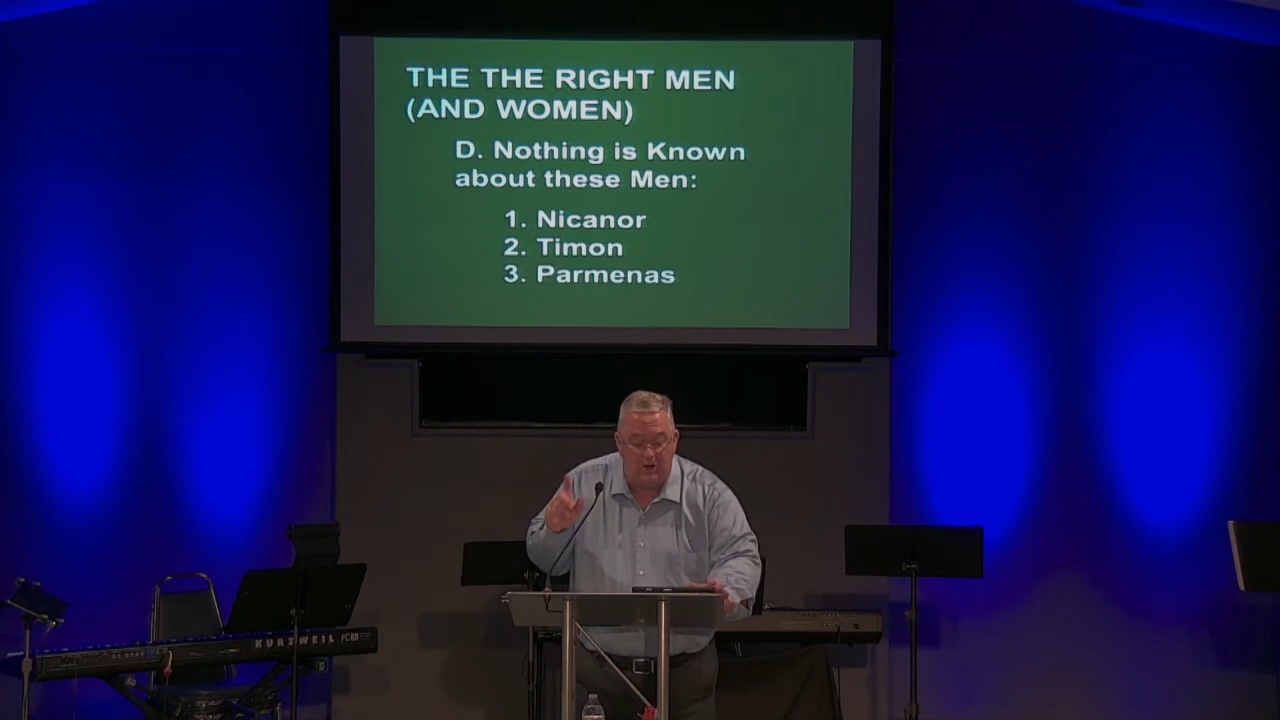 THE THE RIGHT MEN
(AND WOMEN)
D. Nothing is Known
about these Men:
1. Nicanor
2. Timon
3. Parmenas
KURZWEIL PC88